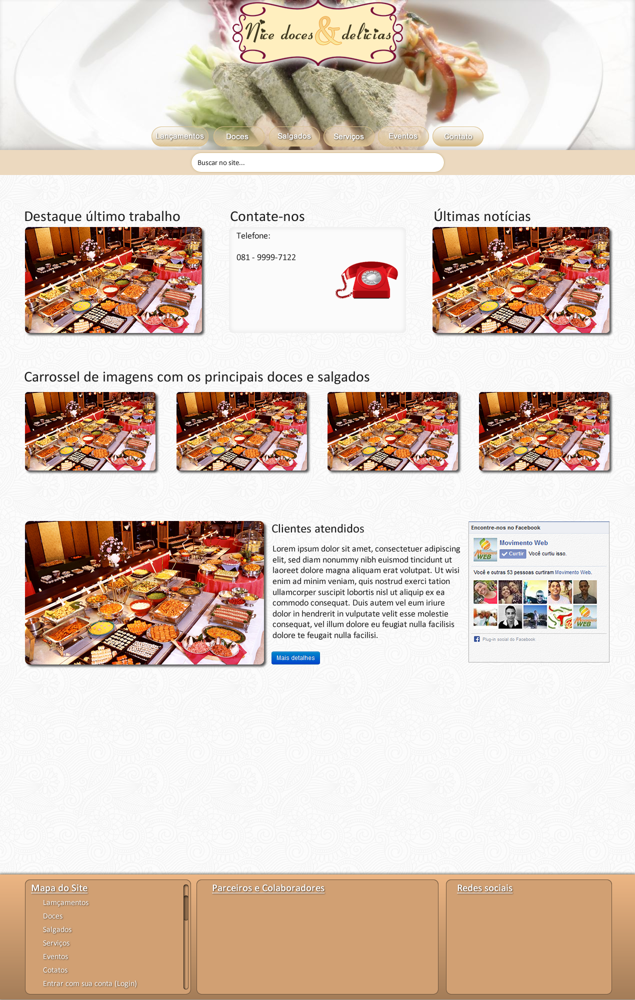 Nice doces & delicias
Lançamentos
Doces
Salgados
Serviços
Eventos
Contato
Buscar no site...
Destaque último trabalho
Contate-nos
Últimas notícias
Telefone:
081 - 9999-7122
Carrossel de imagens com os principais doces e salgados
Clientes atendidos
Lorem ipsum dolor sit amet, consectetuer adipiscing
elit, sed diam nonummy nibh euismod tincidunt ut
laoreet dolore magna aliquam erat volutpat. Ut wisi
enim ad minim veniam, quis nostrud exerci tation
ullamcorper suscipit lobortis nisl ut aliquip ex ea
commodo consequat. Duis autem vel eum iriure
dolor in hendrerit in vulputate velit esse molestie
consequat, vel illum dolore eu feugiat nulla facilisis
dolore te feugait nulla facilisi.
Mais detalhes
Encontre-nos no Facebook
MOVIMENTO
WEB
Movimento Web
Curtir Você curtiu isso.
Você e outras 53 pessoas curtiram Movimento Web.
MOVIMENTO
WEB
Plug-in social do Facebook
Mapa do Site
Lamçamentos
Doces
Salgados
Serviços
Eventos
Cotatos
Entrar com sua conta (Login)
Parceiros e Colaboradores
Redes sociais